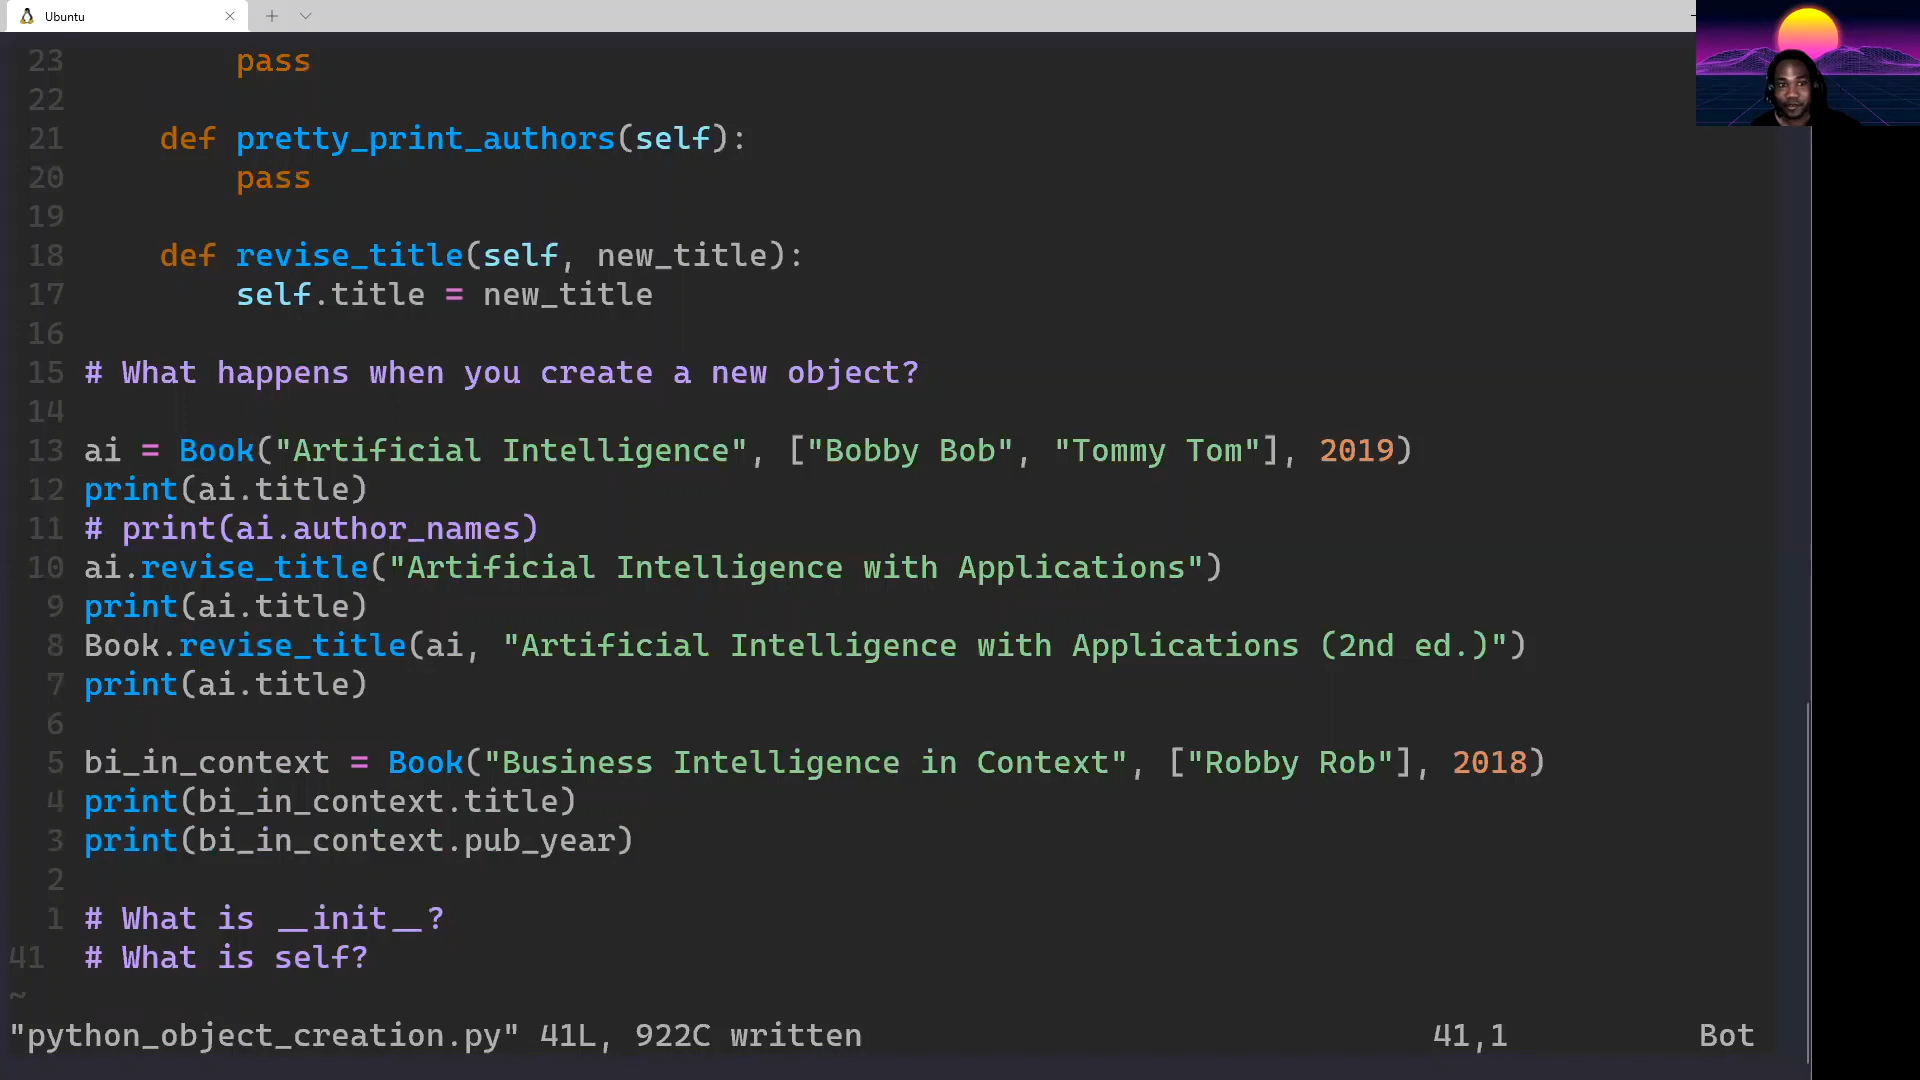 Ubuntu
23 pass
22
21 def pretty_print_authors(self):
20 pass
19
18 def revise_title(self, new_title):
17 self.title = new_title
16
15 # What happens when you create a new object?
14
13 ai = Book("Artificial Intelligence", ["Bobby Bob", "Tommy Tom"], 2019)
12 print(ai.title)
11 # print(ai.author_names)
10 ai.revise_title("Artificial Intelligence with Applications")
9 print(ai.title)
8 Book.revise_title(ai, "Artificial Intelligence with Applications (2nd ed.)")
7 print(ai.title)
6
5 bi_in_context = Book("Business Intelligence in Context", ["Robby Rob"], 2018)
4 print(bi_in_context.title)
3 print(bi_in_context.pub_year)
2
1 # What is __init__?
41 # What is self?
~
"python_object_creation.py" 41L, 922C written 41,1 Bot